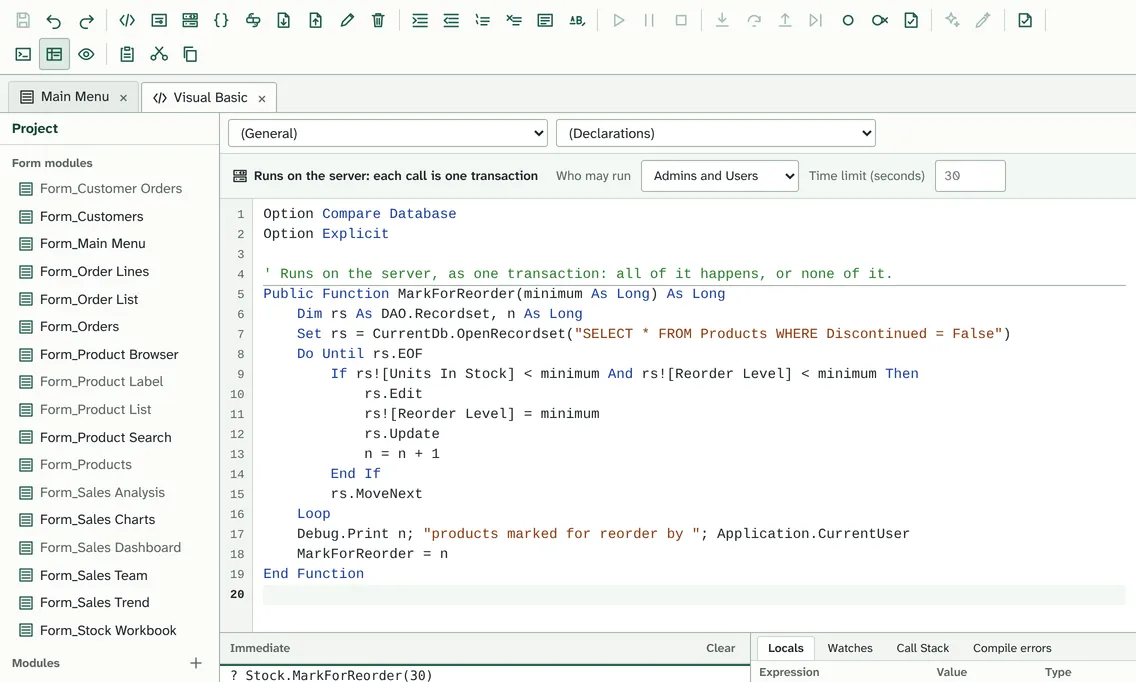 Main Menu ×
Visual Basic ×
Project
Form modules
Form_Customer Orders
Form_Customers
Form_Main Menu
Form_Order Lines
Form_Order List
Form_Orders
Form_Product Browser
Form_Product Label
Form_Product List
Form_Product Search
Form_Products
Form_Sales Analysis
Form_Sales Charts
Form_Sales Dashboard
Form_Sales Team
Form_Sales Trend
Form_Stock Workbook
Modules +
(General) (Declarations)
Runs on the server: each call is one transaction Who may run Admins and Users Time limit (seconds) 30
1 Option Compare Database
2 Option Explicit
3
4 ' Runs on the server, as one transaction: all of it happens, or none of it.
5 Public Function MarkForReorder(minimum As Long) As Long
6 Dim rs As DAO.Recordset, n As Long
7 Set rs = CurrentDb.OpenRecordset("SELECT * FROM Products WHERE Discontinued = False")
8 Do Until rs.EOF
9 If rs![Units In Stock] < minimum And rs![Reorder Level] < minimum Then
10 rs.Edit
11 rs![Reorder Level] = minimum
12 rs.Update
13 n = n + 1
14 End If
15 rs.MoveNext
16 Loop
17 Debug.Print n; "products marked for reorder by "; Application.CurrentUser
18 MarkForReorder = n
19 End Function
20
Immediate Clear
? Stock.MarkForReorder(30)
Locals Watches Call Stack Compile errors
Expression Value Type